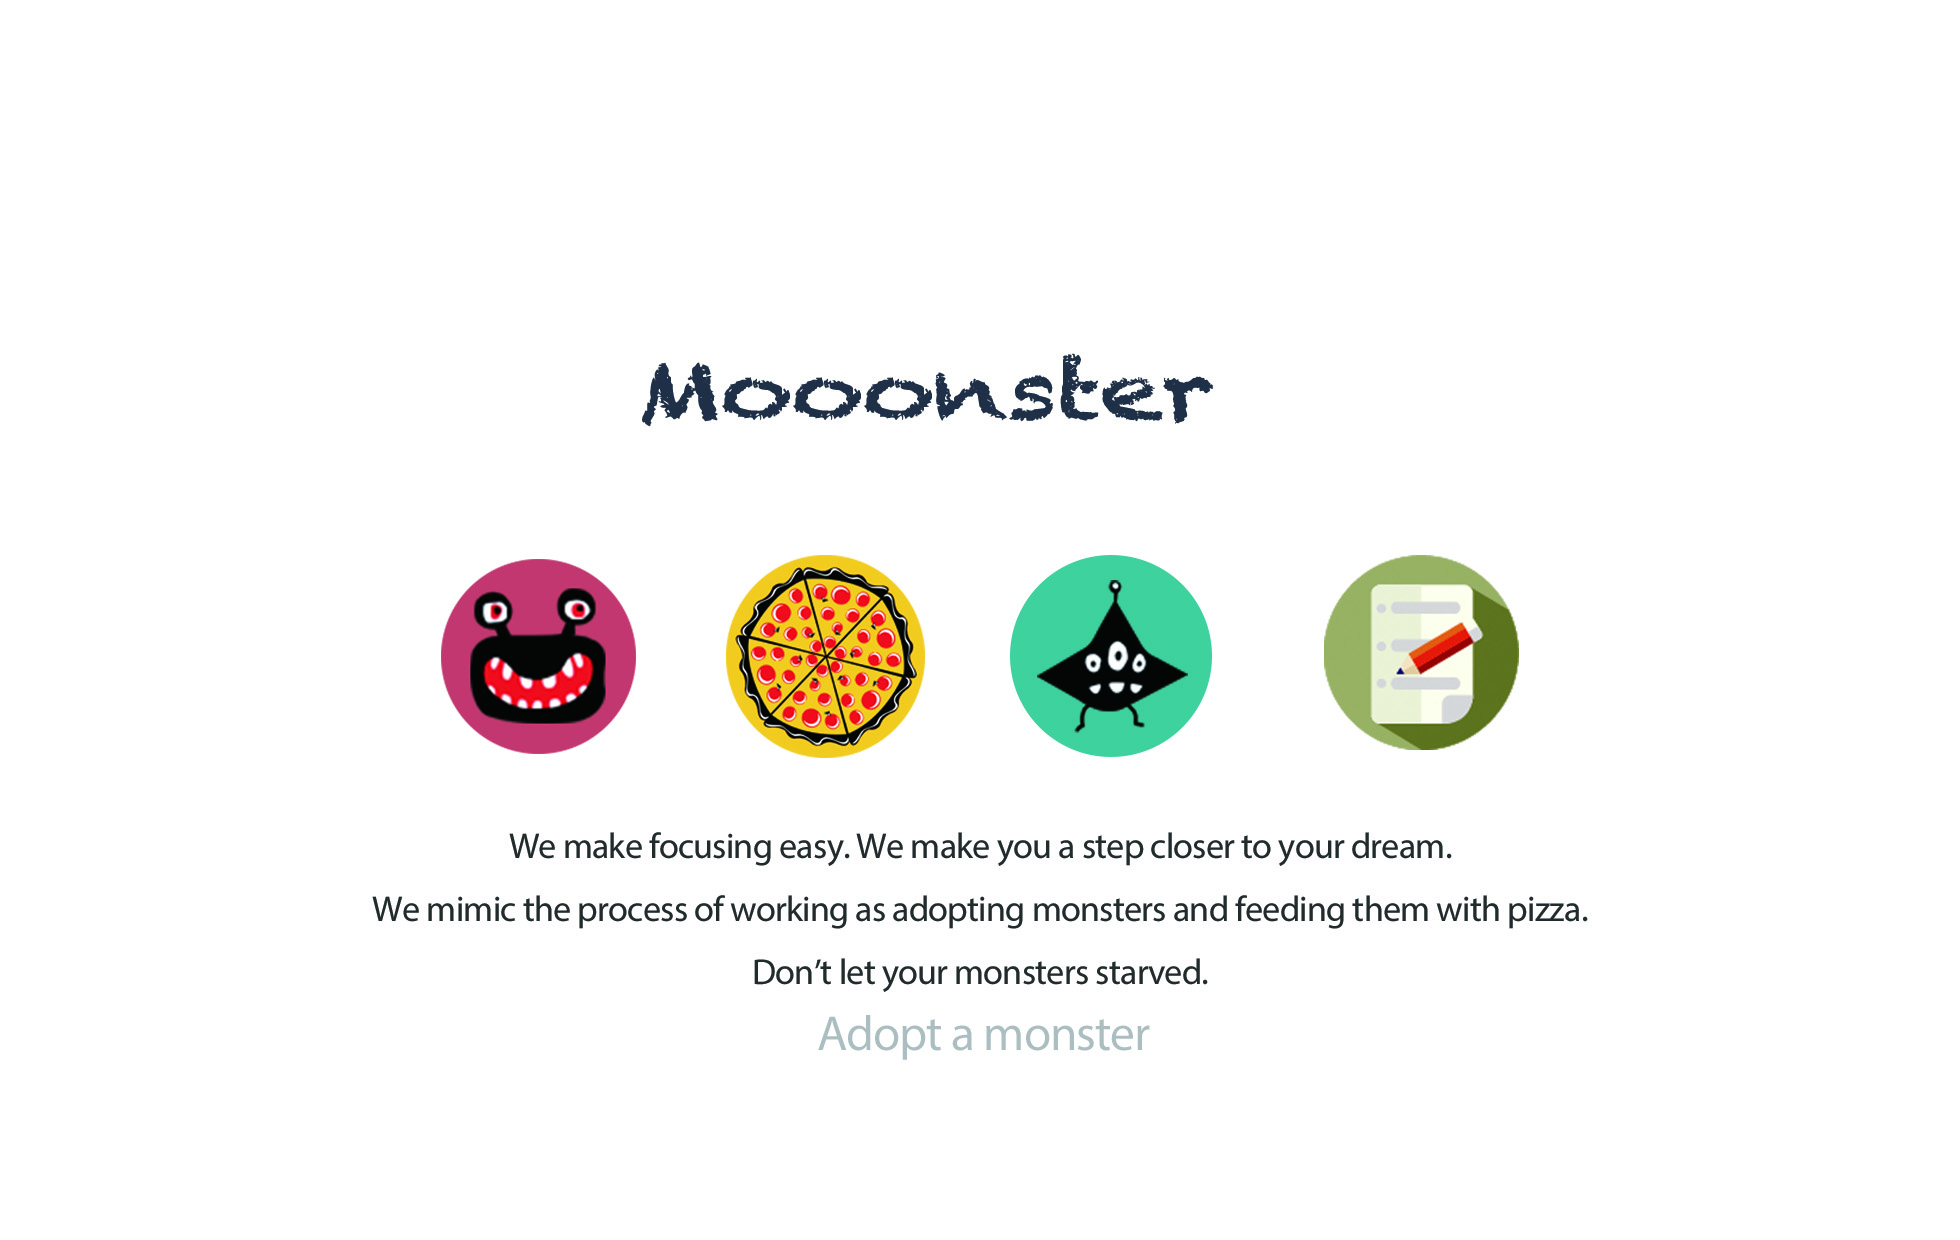 Mooonster
We make focusing easy. We make you a step closer to your dream.
We mimic the process of working as adopting monsters and feeding them with pizza.
Don’t let your monsters starved.
Adopt a monster